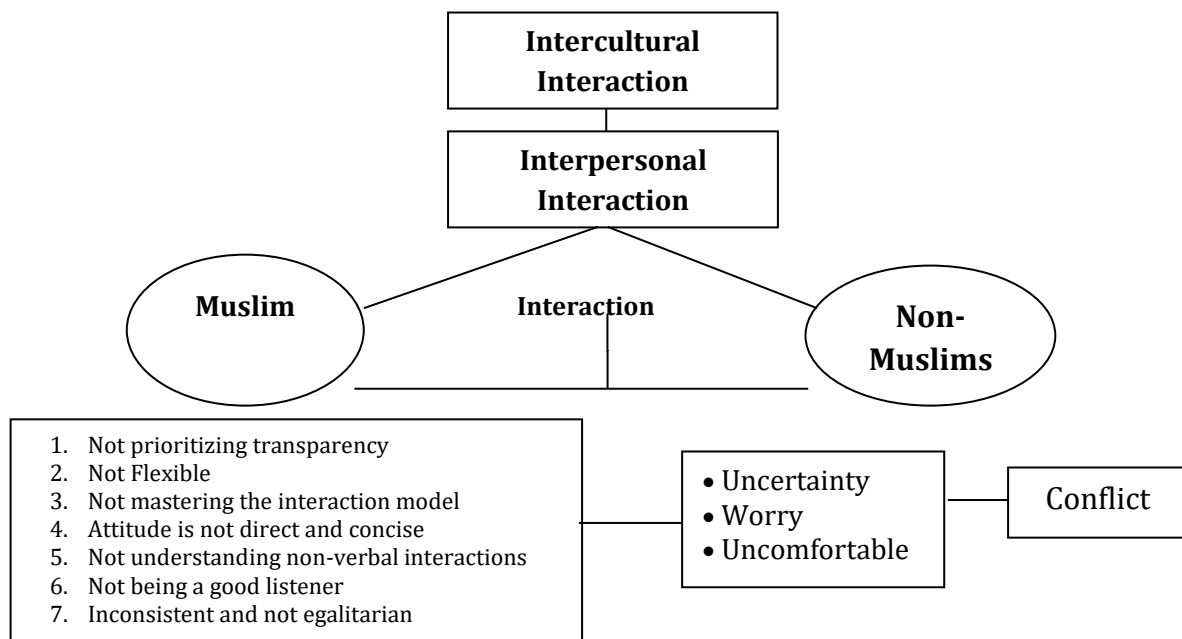 Intercultural
Interaction
Interpersonal
Interaction
Muslim
Interaction
Non-
Muslims
1. Not prioritizing transparency
2. Not Flexible
3. Not mastering the interaction model
4. Attitude is not direct and concise
5. Not understanding non-verbal interactions
6. Not being a good listener
7. Inconsistent and not egalitarian
• Uncertainty
• Worry
• Uncomfortable
Conflict